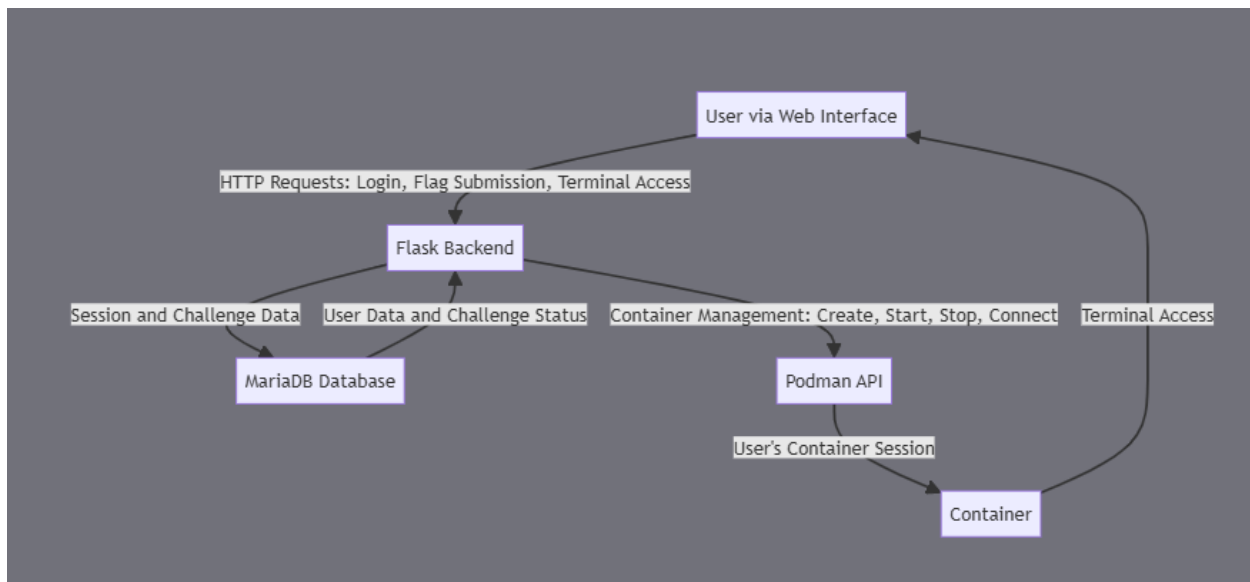 User via Web Interface
HTTP Requests: Login, Flag Submission, Terminal Access
Flask Backend
Session and Challenge Data
User Data and Challenge Status
Container Management: Create, Start, Stop, Connect
Terminal Access
MariaDB Database
Podman API
User's Container Session
Container